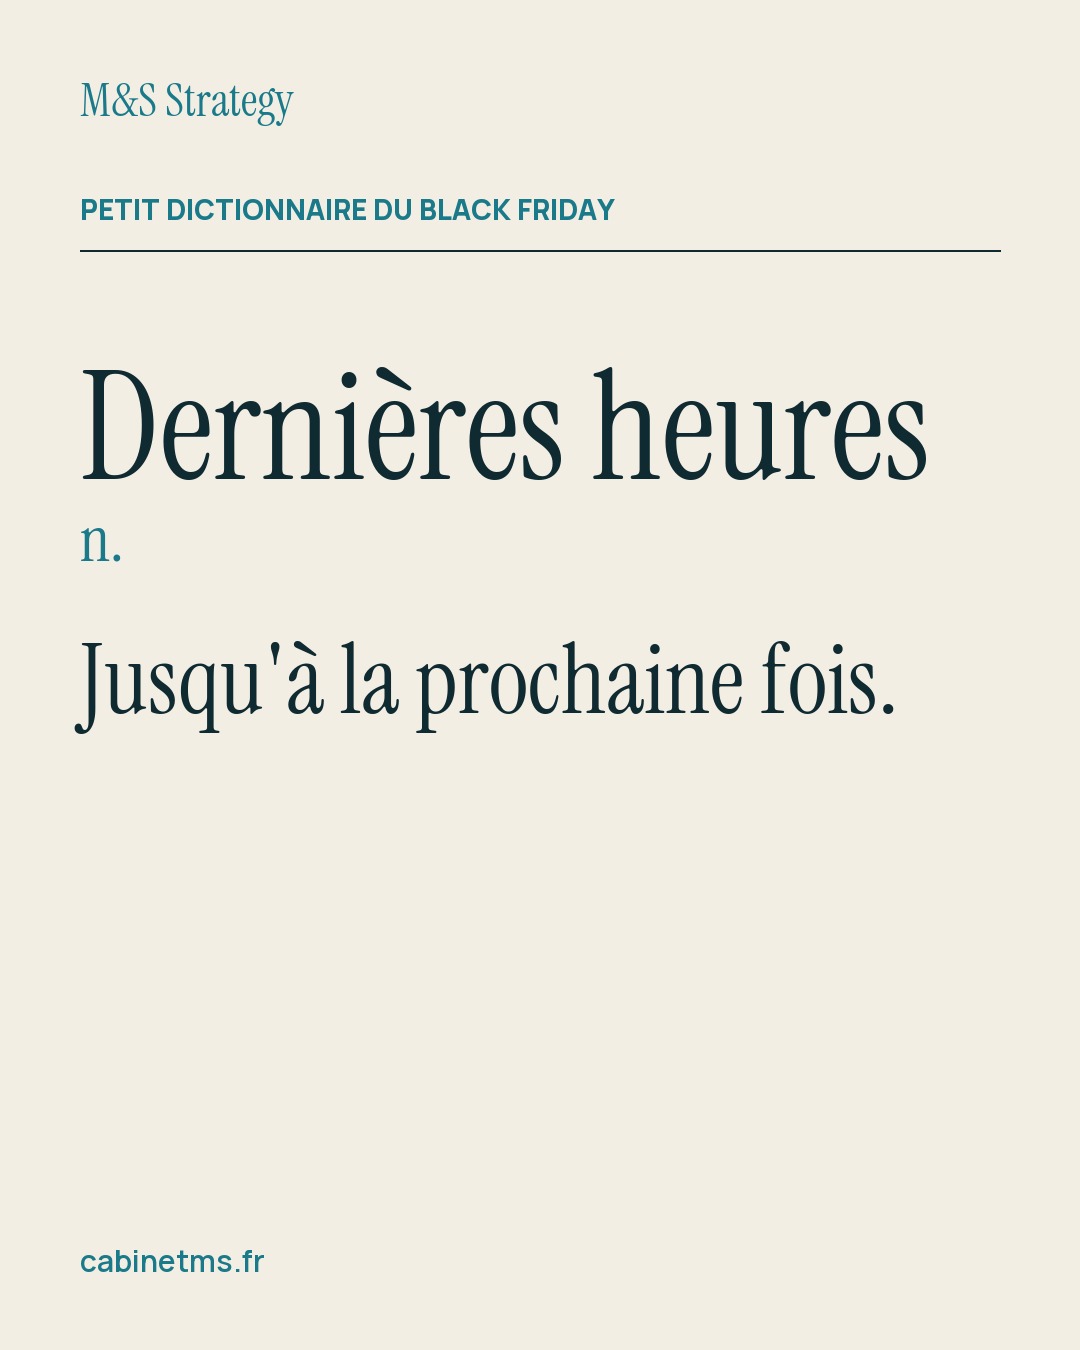 M&S Strategy
PETIT DICTIONNAIRE DU BLACK FRIDAY
Dernières heures
n.
Jusqu'à la prochaine fois.
cabinetms.fr